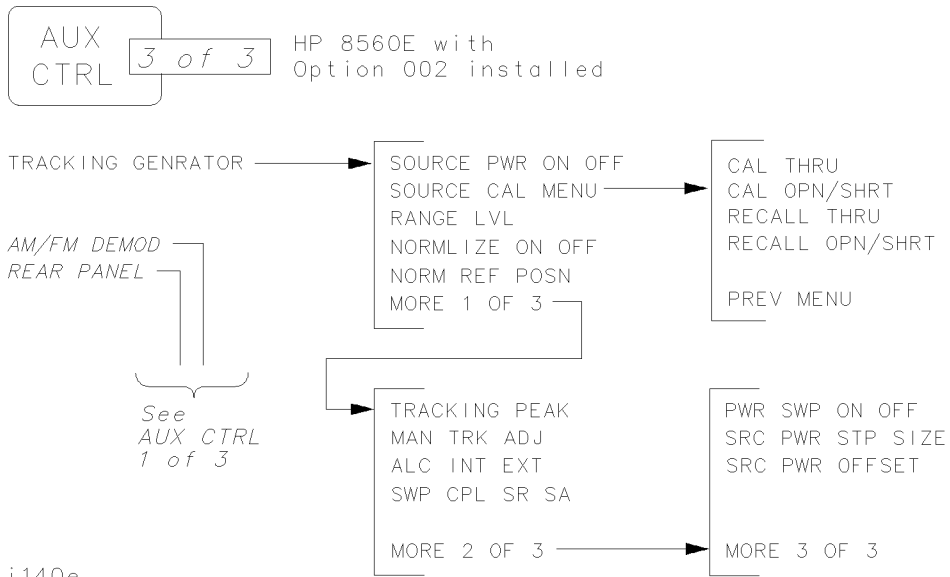 AUX
CTRL
3 of 3
HP 8560E with
Option 002 installed
TRACKING GENRATOR
AM/FM DEMOD
REAR PANEL
See
AUX CTRL
1 of 3
SOURCE PWR ON OFF
SOURCE CAL MENU
RANGE LVL
NORMLIZE ON OFF
NORM REF POSN
MORE 1 OF 3
CAL THRU
CAL OPN/SHRT
RECALL THRU
RECALL OPN/SHRT
PREV MENU
TRACKING PEAK
MAN TRK ADJ
ALC INT EXT
SWP CPL SR SA
MORE 2 OF 3
PWR SWP ON OFF
SRC PWR STP SIZE
SRC PWR OFFSET
MORE 3 OF 3